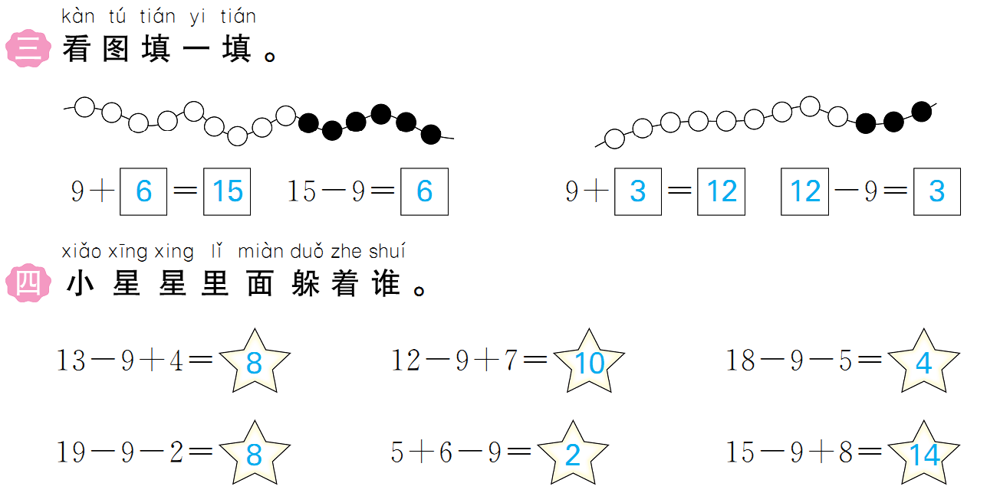 kàn tú tián yi tián
三 看图填一填。
9＋6＝15 15－9＝6 9＋3＝12 12－9＝3
xiǎo xīng xing lǐ miàn duǒ zhe shuí
四 小星星里面躲着谁。
13－9＋4＝8 12－9＋7＝10 18－9－5＝4
19－9－2＝8 5＋6－9＝2 15－9＋8＝14